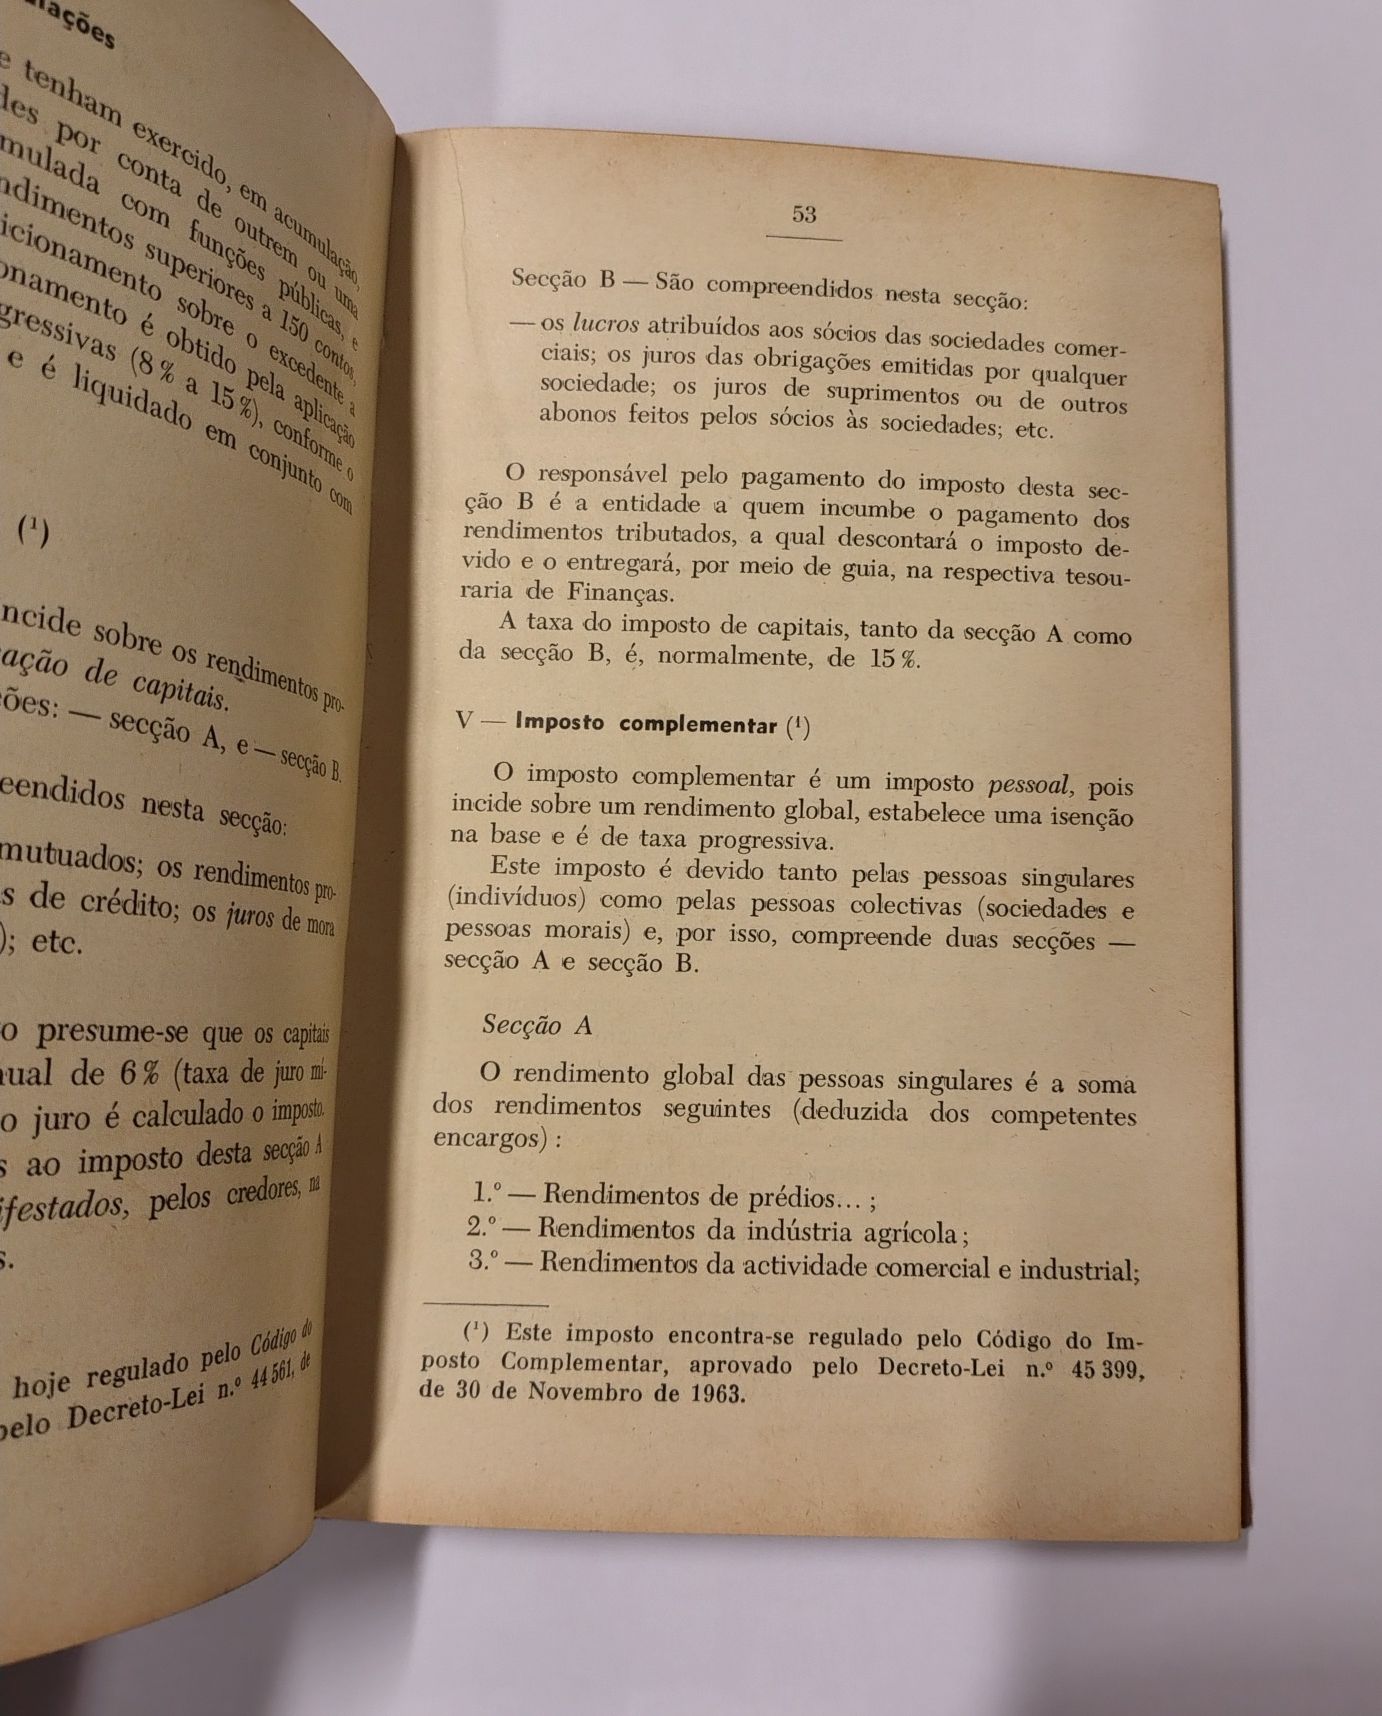 tenham exercido, em acumulação,
por conta de outrem ou uma
com funções públicas, e
superiores a 150 contos,
sobre o excedente a
é obtido pela aplicação
(8% a 15%), conforme o
e é liquidado em conjunto com
(¹)
sobre os rendimentos pro-
de capitais.
— secção A, e — secção B.
nesta secção:
mutuados; os rendimentos pro-
de crédito; os juros de mora
); etc.
presume-se que os capitais
de 6% (taxa de juro mí-
juro é calculado o imposto.
ao imposto desta secção A
pelos credores, na
hoje regulado pelo Código do
pelo Decreto-Lei n.º 44 561, de
53
Secção B — São compreendidos nesta secção:
— os lucros atribuídos aos sócios das sociedades comer-
ciais; os juros das obrigações emitidas por qualquer
sociedade; os juros de suprimentos ou de outros
abonos feitos pelos sócios às sociedades; etc.
O responsável pelo pagamento do imposto desta sec-
ção B é a entidade a quem incumbe o pagamento dos
rendimentos tributados, a qual descontará o imposto de-
vido e o entregará, por meio de guia, na respectiva tesou-
raria de Finanças.
A taxa do imposto de capitais, tanto da secção A como
da secção B, é, normalmente, de 15%.
V — Imposto complementar (¹)
O imposto complementar é um imposto pessoal, pois
incide sobre um rendimento global, estabelece uma isenção
na base e é de taxa progressiva.
Este imposto é devido tanto pelas pessoas singulares
(indivíduos) como pelas pessoas colectivas (sociedades e
pessoas morais) e, por isso, compreende duas secções —
secção A e secção B.
Secção A
O rendimento global das pessoas singulares é a soma
dos rendimentos seguintes (deduzida dos competentes
encargos) :
1.º — Rendimentos de prédios... ;
2.º — Rendimentos da indústria agrícola ;
3.º — Rendimentos da actividade comercial e industrial;
(¹) Este imposto encontra-se regulado pelo Código do Im-
posto Complementar, aprovado pelo Decreto-Lei n.º 45 399,
de 30 de Novembro de 1963.